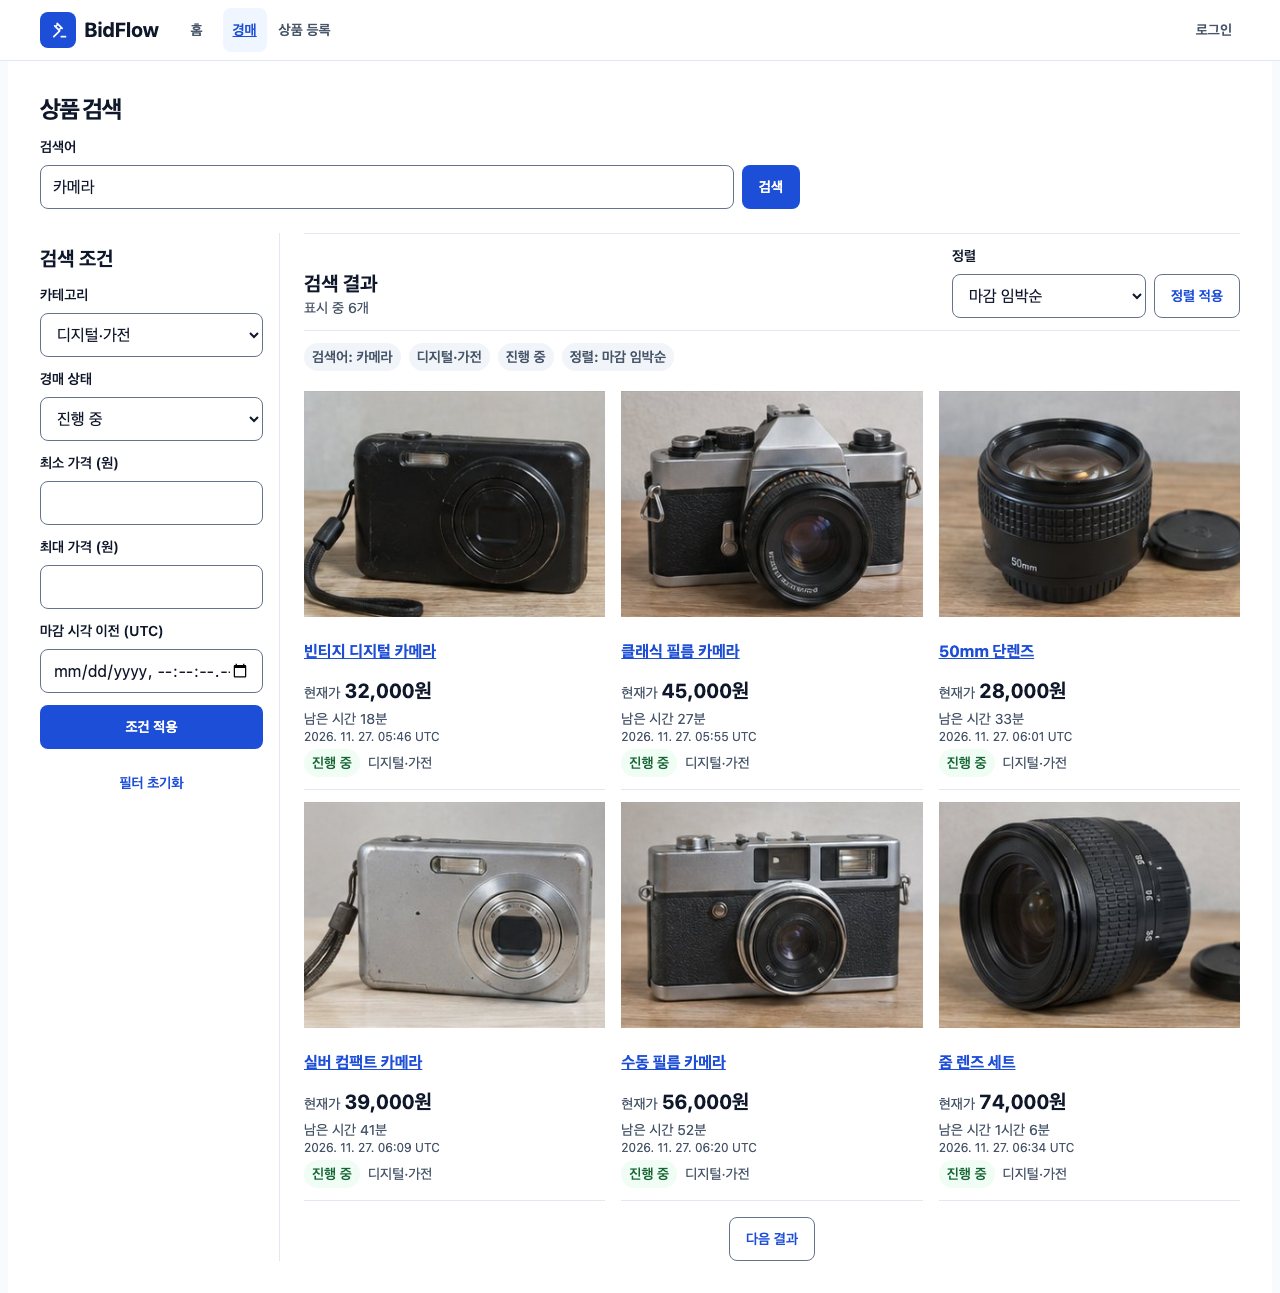 BidFlow
홈
경매
상품 등록
로그인
상품 검색
검색어
카메라
검색
검색 조건
카테고리
디지털·가전
경매 상태
진행 중
최소 가격 (원)
최대 가격 (원)
마감 시각 이전 (UTC)
mm/dd/yyyy, --:--:--.-
조건 적용
필터 초기화
검색 결과
표시 중 6개
정렬
마감 임박순
정렬 적용
검색어: 카메라
디지털·가전
진행 중
정렬: 마감 임박순
50mm
빈티지 디지털 카메라
현재가 32,000원
남은 시간 18분
2026. 11. 27. 05:46 UTC
진행 중 디지털·가전
클래식 필름 카메라
현재가 45,000원
남은 시간 27분
2026. 11. 27. 05:55 UTC
진행 중 디지털·가전
50mm 단렌즈
현재가 28,000원
남은 시간 33분
2026. 11. 27. 06:01 UTC
진행 중 디지털·가전
실버 컴팩트 카메라
현재가 39,000원
남은 시간 41분
2026. 11. 27. 06:09 UTC
진행 중 디지털·가전
수동 필름 카메라
현재가 56,000원
남은 시간 52분
2026. 11. 27. 06:20 UTC
진행 중 디지털·가전
줌 렌즈 세트
현재가 74,000원
남은 시간 1시간 6분
2026. 11. 27. 06:34 UTC
진행 중 디지털·가전
다음 결과